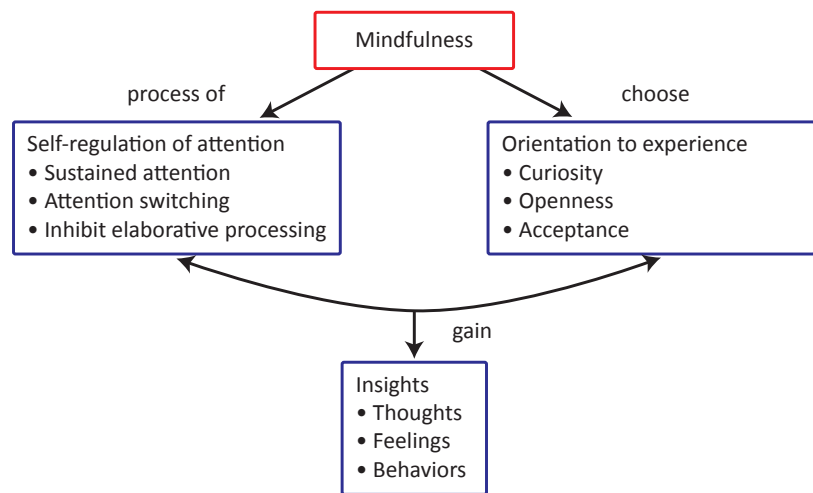 Mindfulness
process of
choose
Self-regulation of attention
• Sustained attention
• Attention switching
• Inhibit elaborative processing
Orientation to experience
• Curiosity
• Openness
• Acceptance
gain
Insights
• Thoughts
• Feelings
• Behaviors